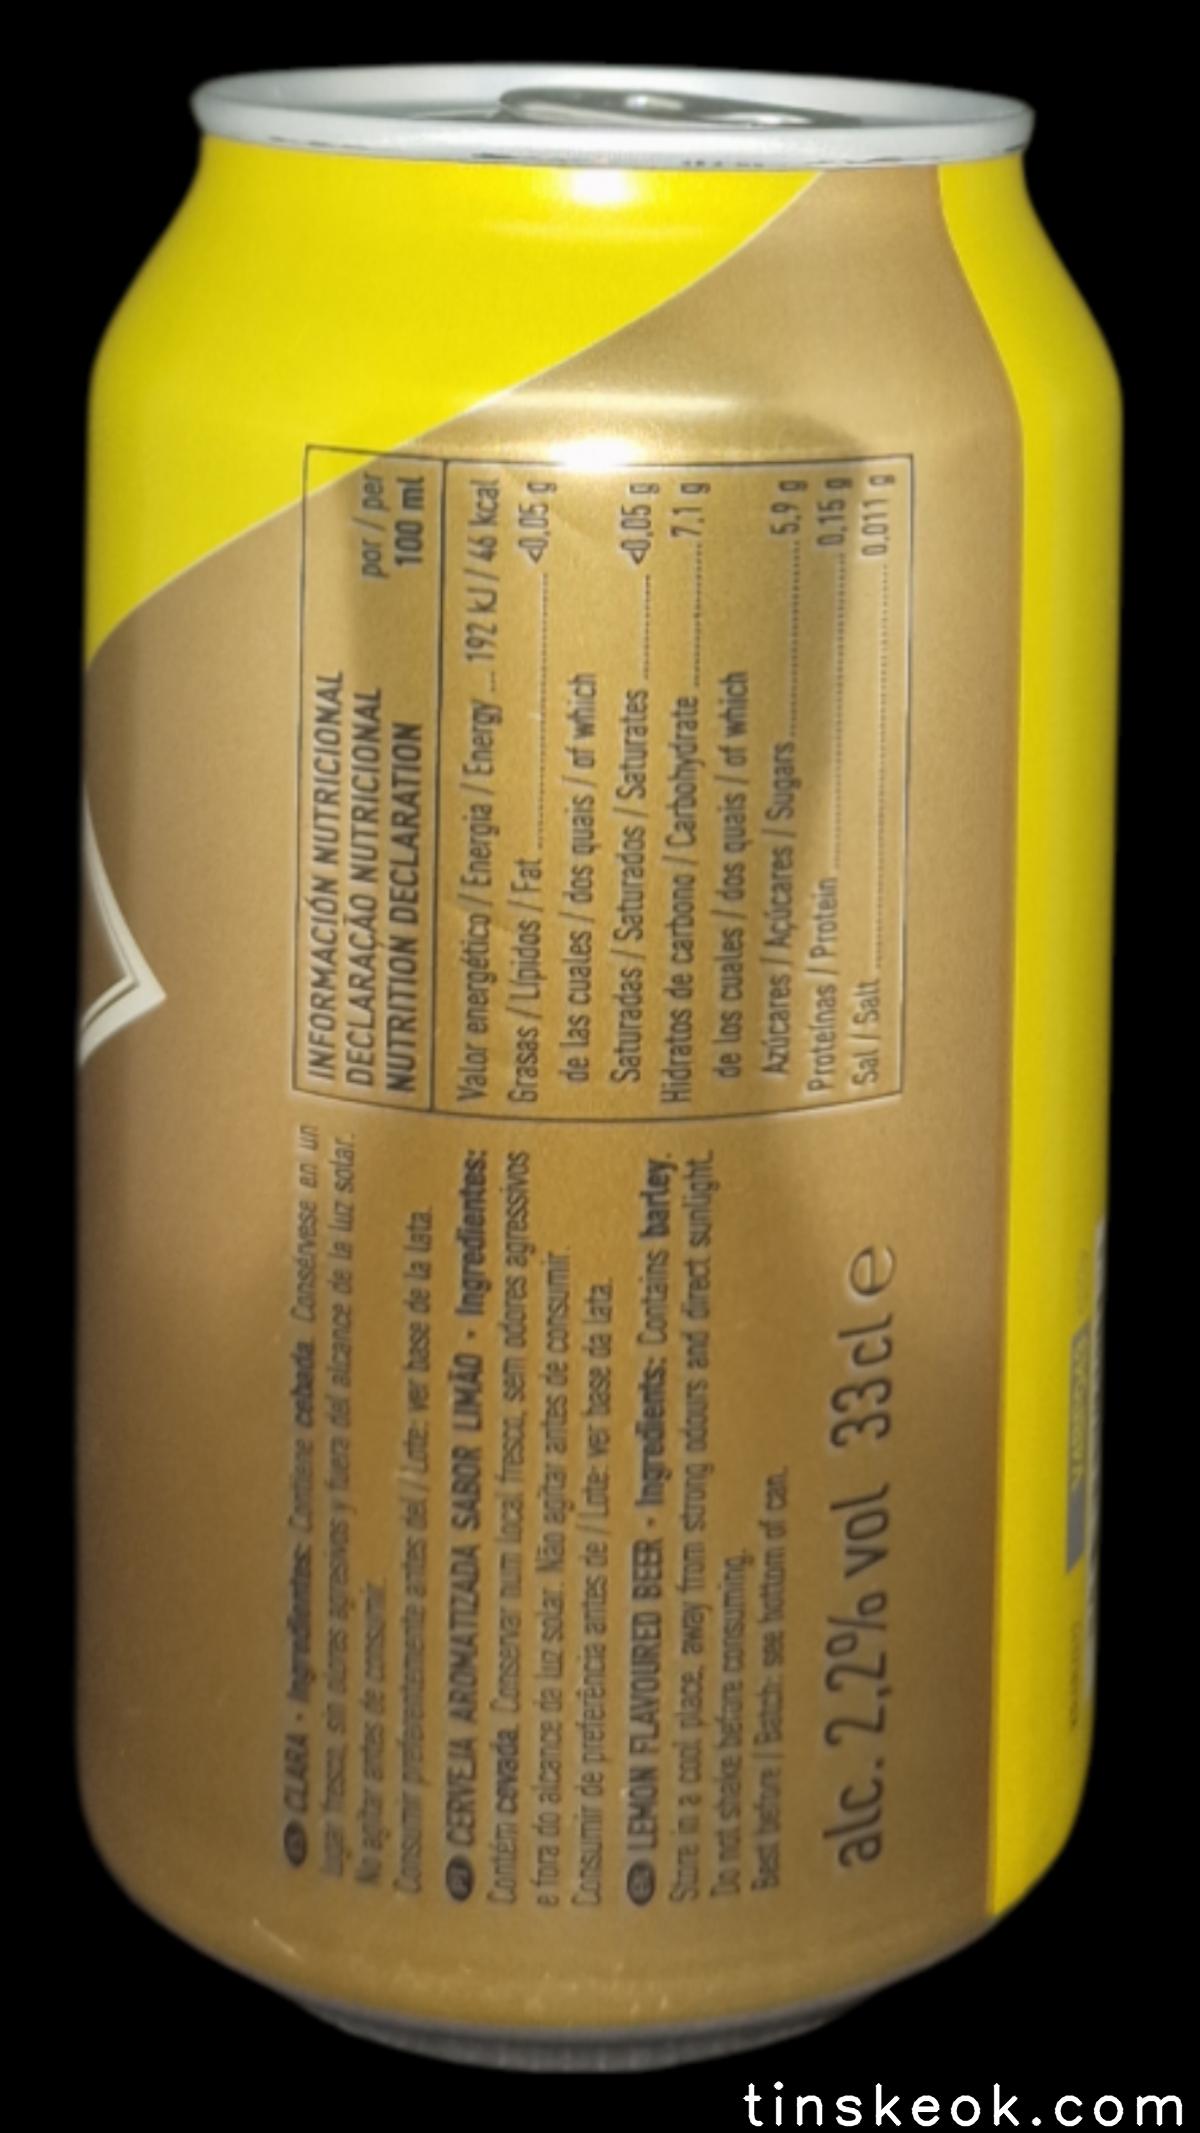 INFORMACIÓN NUTRICIONAL
DECLARAÇÃO NUTRICIONAL por / per
NUTRITION DECLARATION 100 ml
Valor energético / Energia / Energy ... 192 kJ / 46 kcal
Grasas / Lípidos / Fat ........ <0,05 g
de las cuales / dos quais / of which
Saturadas / Saturados / Saturates ........ <0,05 g
Hidratos de carbono / Carbohydrate ........ 7,1 g
de los cuales / dos quais / of which
Azúcares / Açúcares / Sugars ........ 5,9 g
Proteínas / Protein ........ 0,15 g
Sal / Salt ........ 0,011 g
ES CLARA · Ingredientes: Contiene cebada. Consérvese en un
lugar fresco, sin olores agresivos y fuera del alcance de la luz solar.
No agitar antes de consumir.
Consumir preferentemente antes del / Lote: ver base de la lata.
PT CERVEJA AROMATIZADA SABOR LIMÃO · Ingredientes:
Contém cevada. Conservar num local fresco, sem odores agressivos
e fora do alcance da luz solar. Não agitar antes de consumir.
Consumir de preferência antes de / Lote: ver base da lata.
EN LEMON FLAVOURED BEER · Ingredients: Contains barley.
Store in a cool place, away from strong odours and direct sunlight.
Do not shake before consuming.
Best before / Batch: see bottom of can.
alc. 2,2% vol 33 cl e
tinskeok.com